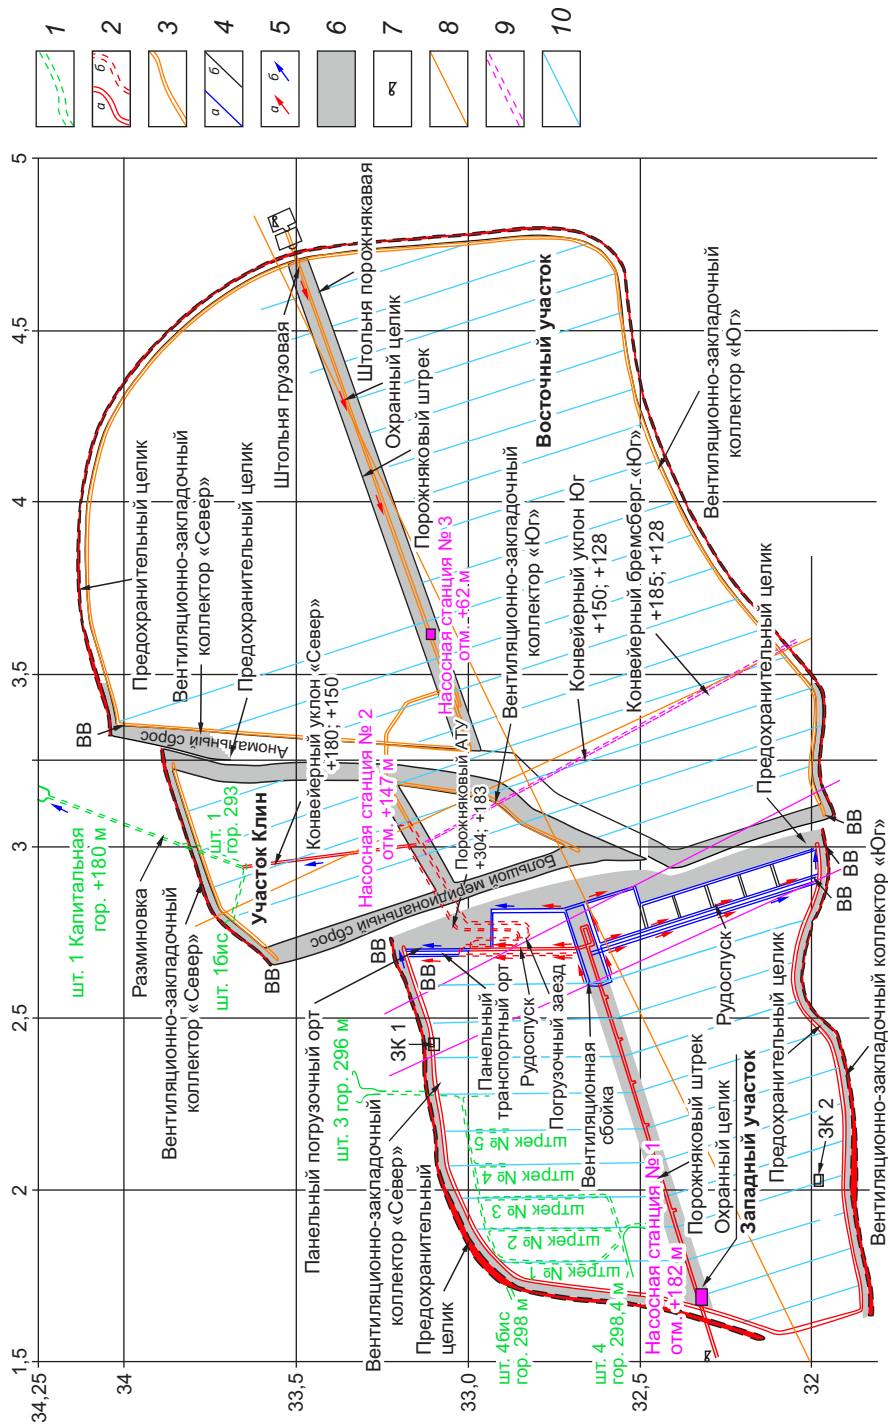 1
2
3
4
5
6
7
8
9
10
а
б
а
б
а
б
5
4,5
4
3,5
3
2,5
2
1,5
34,25
34
33,5
33,0
32,5
32
Штольня грузовая
Штольня порожнякавая
Охранный целик
Порожняковый штрек
Восточный участок
Вентиляционно-закладочный
коллектор «Юг»
Предохранительный целик
Вентиляционно-закладочный
коллектор «Север»
Предохранительный целик
Конвейерный уклон «Север»
+180; +150
ВВ
Аномальный сброс
Насосная станция № 3
отм. +62 м
Насосная станция № 2
отм. +147 м
Порожняковый АТУ
+304; +183
Вентиляционно-закладочный
коллектор «Юг»
Конвейерный уклон Юг
+150; +128
Конвейерный бремсберг «Юг»
+185; +128
Предохранительный целик
шт. 1 Капитальная
гор. +180 м
Разминовка
Вентиляционно-закладочный
коллектор «Север»
шт. 1бис
шт. 1
гор. 293
Участок Клин
ВВ
Большой меридиональный сброс
ВВ
ВВ
ВВ
ВВ
ВВ
ВВ
Панельный погрузочный орт
ЗК 1
шт. 3 гор. 296 м
Панельный
транспортный орт
Рудоспуск
Погрузочный заезд
Вентиляционная
сбойка
Рудоспуск
Предохранительный целик
Вентиляционно-закладочный коллектор «Юг»
Порожняковый штрек
Охранный целик
Западный участок
ЗК 2
Вентиляционно-закладочный
коллектор «Север»
Предохранительный
целик
штрек № 5
штрек № 4
штрек № 3
штрек № 2
штрек № 1
шт. 4бис
гор. 298 м
шт. 4
гор. 298,4 м
Насосная станция № 1
отм. +182 м